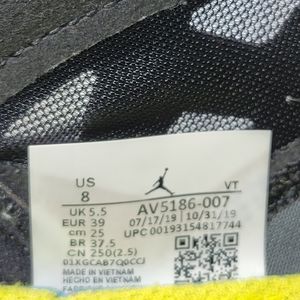 US
8
VT
UK 5.5
EUR 39
cm 25
BR 37.5
CN 250(2.5)
AV5186-007
07/17/19 | 10/31/19
UPC 00193154817744
01XGCAB7Q0CCJ
MADE IN VIETNAM
HECHO EN VIETNAM